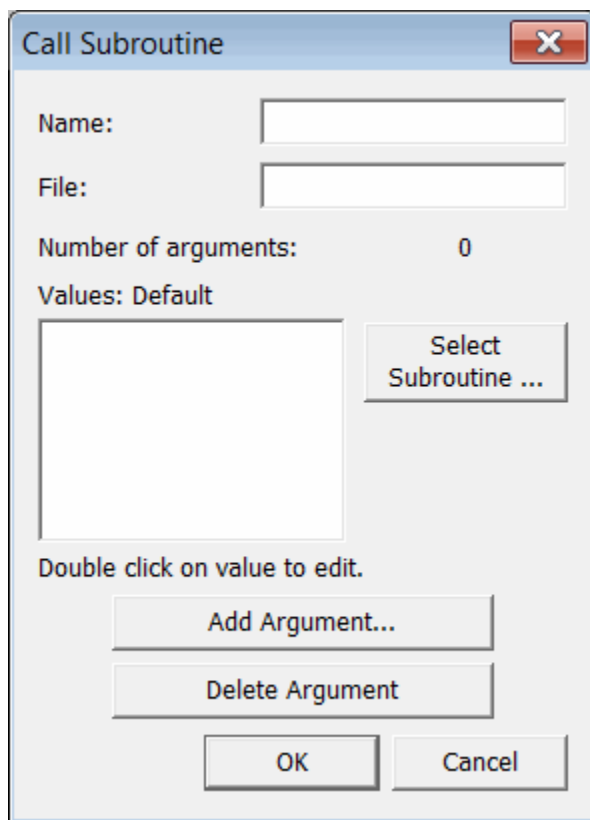 Call Subroutine
Name:
File:
Number of arguments: 0
Values: Default
Select
Subroutine ...
Double click on value to edit.
Add Argument...
Delete Argument
OK Cancel